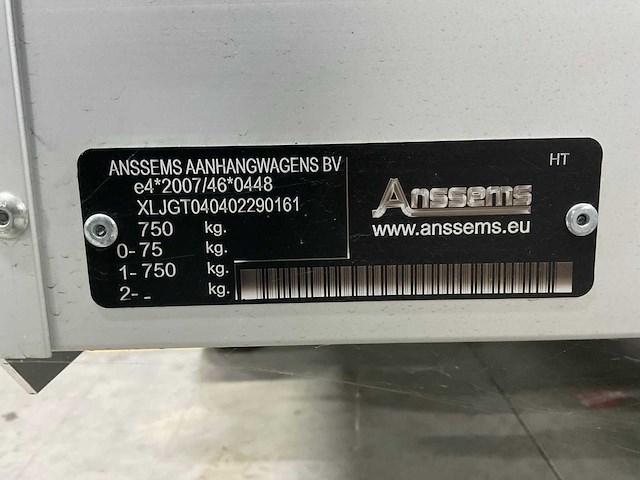 ANSSEMS AANHANGWAGENS BV
e4*2007/46*0448
XLJGT040402290161
750 kg.
0- 75 kg.
1- 750 kg.
2- - kg.
HT
Anssems
www.anssems.eu